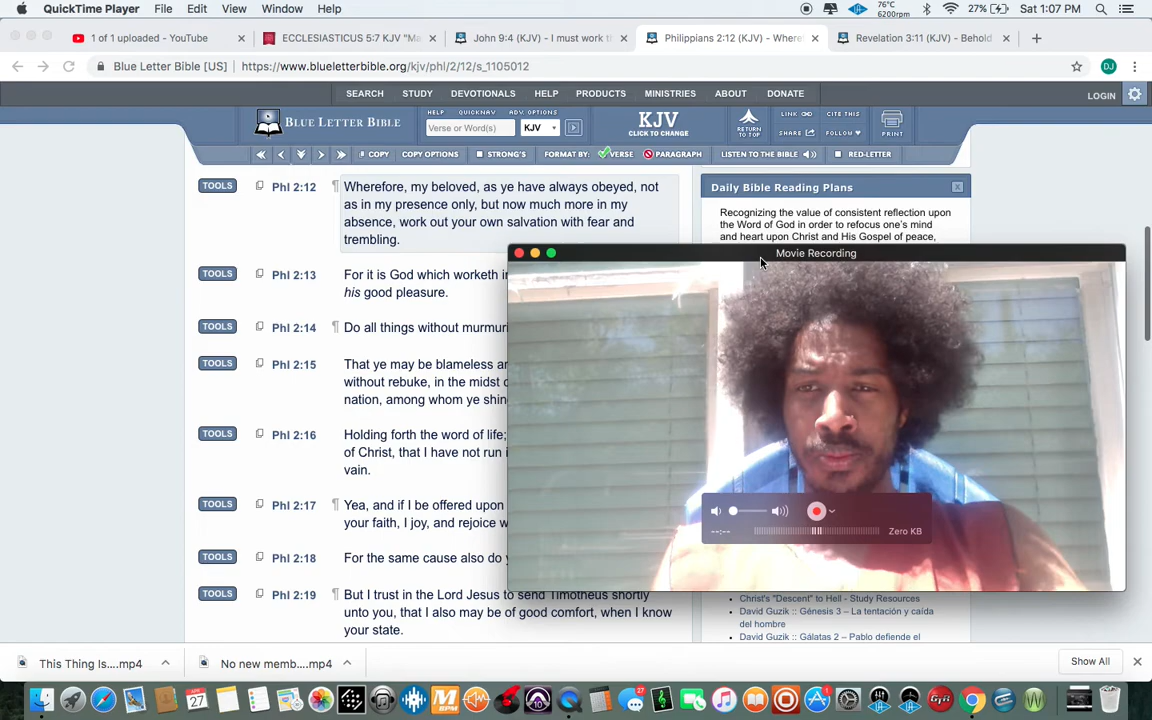 QuickTime Player File Edit View Window Help
76°C
6200rpm
27%
Sat 1:07 PM
1 of 1 uploaded - YouTube
ECCLESIASTICUS 5:7 KJV "Ma
John 9:4 (KJV) - I must work th
Philippians 2:12 (KJV) - Where
Revelation 3:11 (KJV) - Behold
Blue Letter Bible [US] https://www.blueletterbible.org/kjv/phl/2/12/s_1105012
DJ
SEARCH STUDY DEVOTIONALS HELP PRODUCTS MINISTRIES ABOUT DONATE
LOGIN
BLUE LETTER BIBLE
HELP QUICKNAV ADV OPTIONS
Verse or Word(s) KJV
KJV
CLICK TO CHANGE
RETURN
TO TOP
LINK CITE THIS
SHARE FOLLOW
PRINT
COPY COPY OPTIONS STRONG'S FORMAT BY: VERSE PARAGRAPH LISTEN TO THE BIBLE RED-LETTER
TOOLS Phl 2:12 ¶ Wherefore, my beloved, as ye have always obeyed, not
as in my presence only, but now much more in my
absence, work out your own salvation with fear and
trembling.
TOOLS Phl 2:13 For it is God which worketh in
his good pleasure.
TOOLS Phl 2:14 ¶ Do all things without murmuri
TOOLS Phl 2:15 That ye may be blameless ar
without rebuke, in the midst o
nation, among whom ye shin
TOOLS Phl 2:16 Holding forth the word of life;
of Christ, that I have not run i
vain.
TOOLS Phl 2:17 ¶ Yea, and if I be offered upon
your faith, I joy, and rejoice w
TOOLS Phl 2:18 For the same cause also do y
TOOLS Phl 2:19 ¶ But I trust in the Lord Jesus to send Timotheus shortly
unto you, that I also may be of good comfort, when I know
your state.
Daily Bible Reading Plans
Recognizing the value of consistent reflection upon
the Word of God in order to refocus one's mind
and heart upon Christ and His Gospel of peace,
Movie Recording
--:-- Zero KB
Christ's "Descent" to Hell - Study Resources
David Guzik :: Génesis 3 – La tentación y caída
del hombre
David Guzik :: Gálatas 2 – Pablo defiende el
This Thing Is....mp4
No new memb....mp4
Show All
APR
27
27
10
1